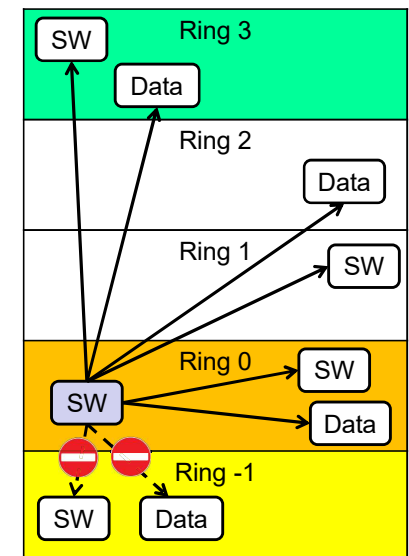 Ring 3
SW
Data
Ring 2
Data
Ring 1
SW
Ring 0
SW
SW
Data
Ring -1
SW
Data